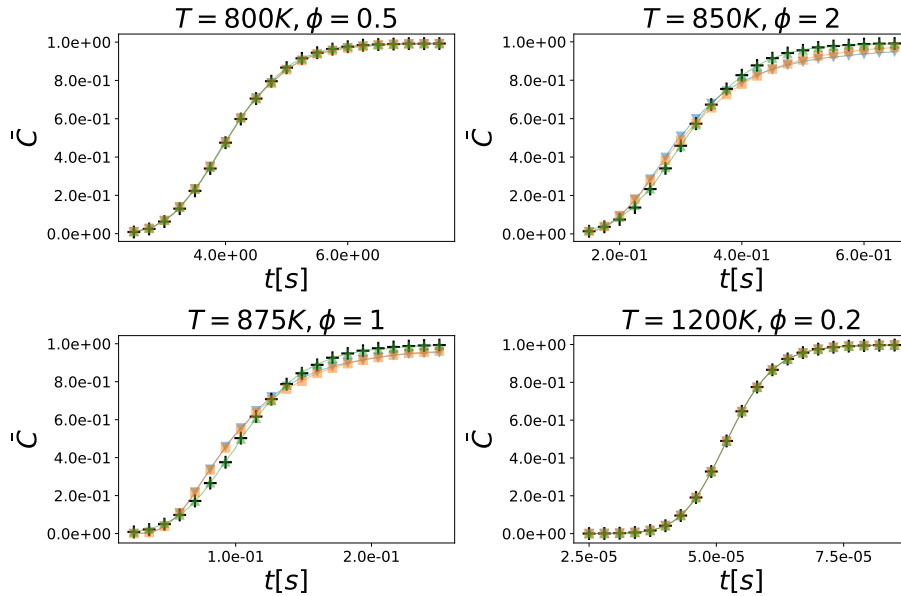 T = 800K, ϕ = 0.5
1.0e+00
8.0e-01
6.0e-01
4.0e-01
2.0e-01
0.0e+00
C̄
4.0e+00 6.0e+00
t[s]
T = 850K, ϕ = 2
1.0e+00
8.0e-01
6.0e-01
4.0e-01
2.0e-01
0.0e+00
C̄
2.0e-01 4.0e-01 6.0e-01
t[s]
T = 875K, ϕ = 1
1.0e+00
8.0e-01
6.0e-01
4.0e-01
2.0e-01
0.0e+00
C̄
1.0e-01 2.0e-01
t[s]
T = 1200K, ϕ = 0.2
1.0e+00
8.0e-01
6.0e-01
4.0e-01
2.0e-01
0.0e+00
C̄
2.5e-05 5.0e-05 7.5e-05
t[s]